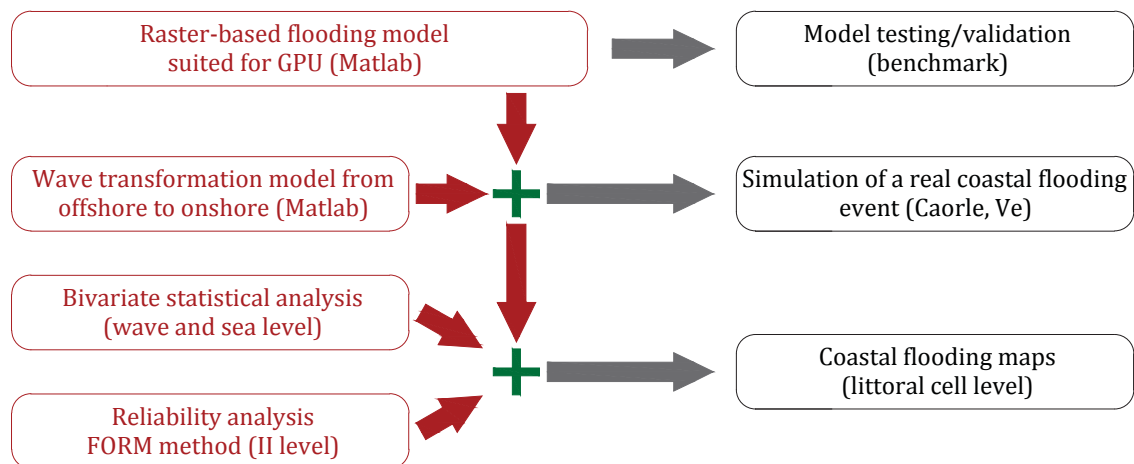 Raster-based flooding model
suited for GPU (Matlab)
Model testing/validation
(benchmark)
Wave transformation model from
offshore to onshore (Matlab)
Simulation of a real coastal flooding
event (Caorle, Ve)
Bivariate statistical analysis
(wave and sea level)
Coastal flooding maps
(littoral cell level)
Reliability analysis
FORM method (II level)